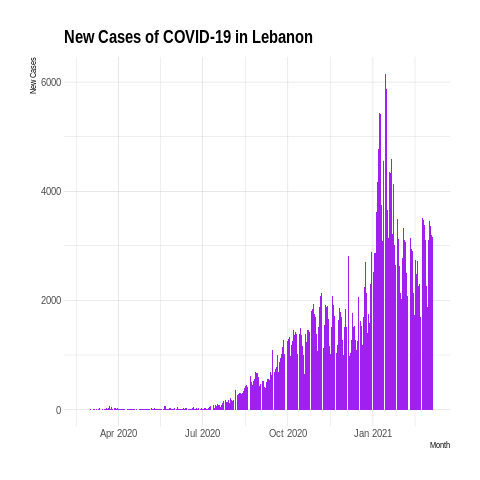 New Cases of COVID-19 in Lebanon
New Cases
6000
4000
2000
0
Apr 2020 Jul 2020 Oct 2020 Jan 2021
Month